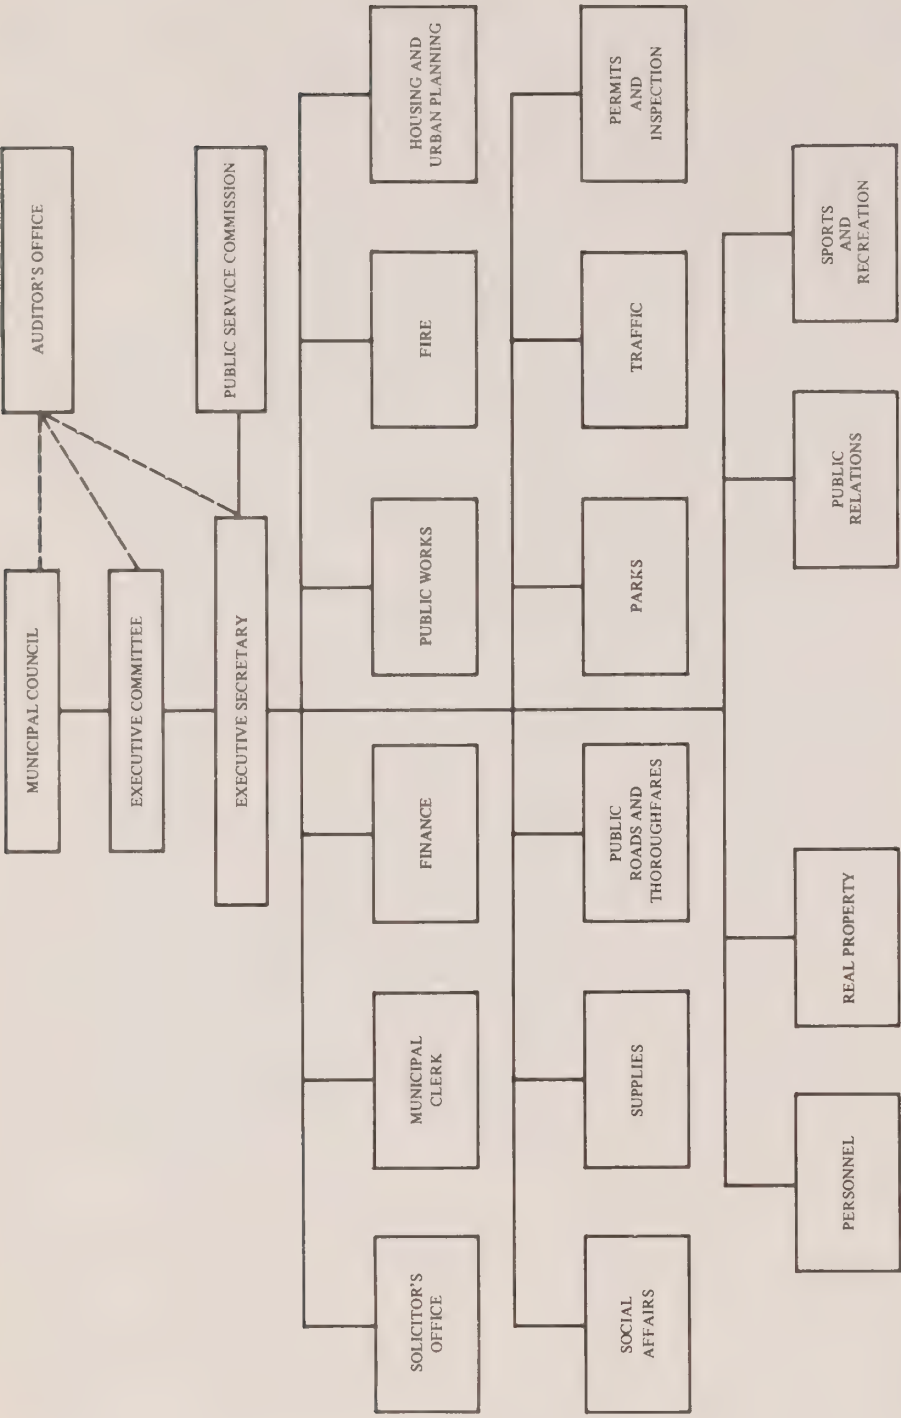 MUNICIPAL COUNCIL
AUDITOR'S OFFICE
EXECUTIVE COMMITTEE
EXECUTIVE SECRETARY
PUBLIC SERVICE COMMISSION
SOLICITOR'S
OFFICE
MUNICIPAL
CLERK
FINANCE
PUBLIC WORKS
FIRE
HOUSING AND
URBAN PLANNING
SOCIAL
AFFAIRS
SUPPLIES
PUBLIC
ROADS AND
THOROUGHFARES
PARKS
TRAFFIC
PERMITS
AND
INSPECTION
PERSONNEL
REAL PROPERTY
PUBLIC
RELATIONS
SPORTS
AND
RECREATION